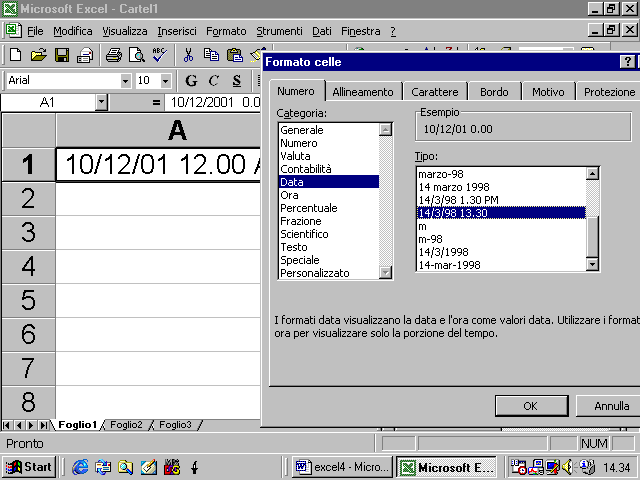 Microsoft Excel - Cartel1
File Modifica Visualizza Inserisci Formato Strumenti Dati Finestra ?
Formato celle
Arial 10 G C S
A1 = 10/12/2001 0.0
A
1 10/12/01 12.00
2
3
4
5
6
7
8
Numero Allineamento Carattere Bordo Motivo Protezione
Categoria:
Generale
Numero
Valuta
Contabilità
Data
Ora
Percentuale
Frazione
Scientifico
Testo
Speciale
Personalizzato
Esempio
10/12/01 0.00
Tipo:
marzo-98
14 marzo 1998
14/3/98 1.30 PM
14/3/98 13.30
m
m-98
14/3/1998
14-mar-1998
I formati data visualizzano la data e l'ora come valori data. Utilizzare i format
ora per visualizzare solo la porzione del tempo.
OK Annulla
Foglio1 Foglio2 Foglio3
Pronto NUM
Start excel4 - Micro... Microsoft E... 14.34